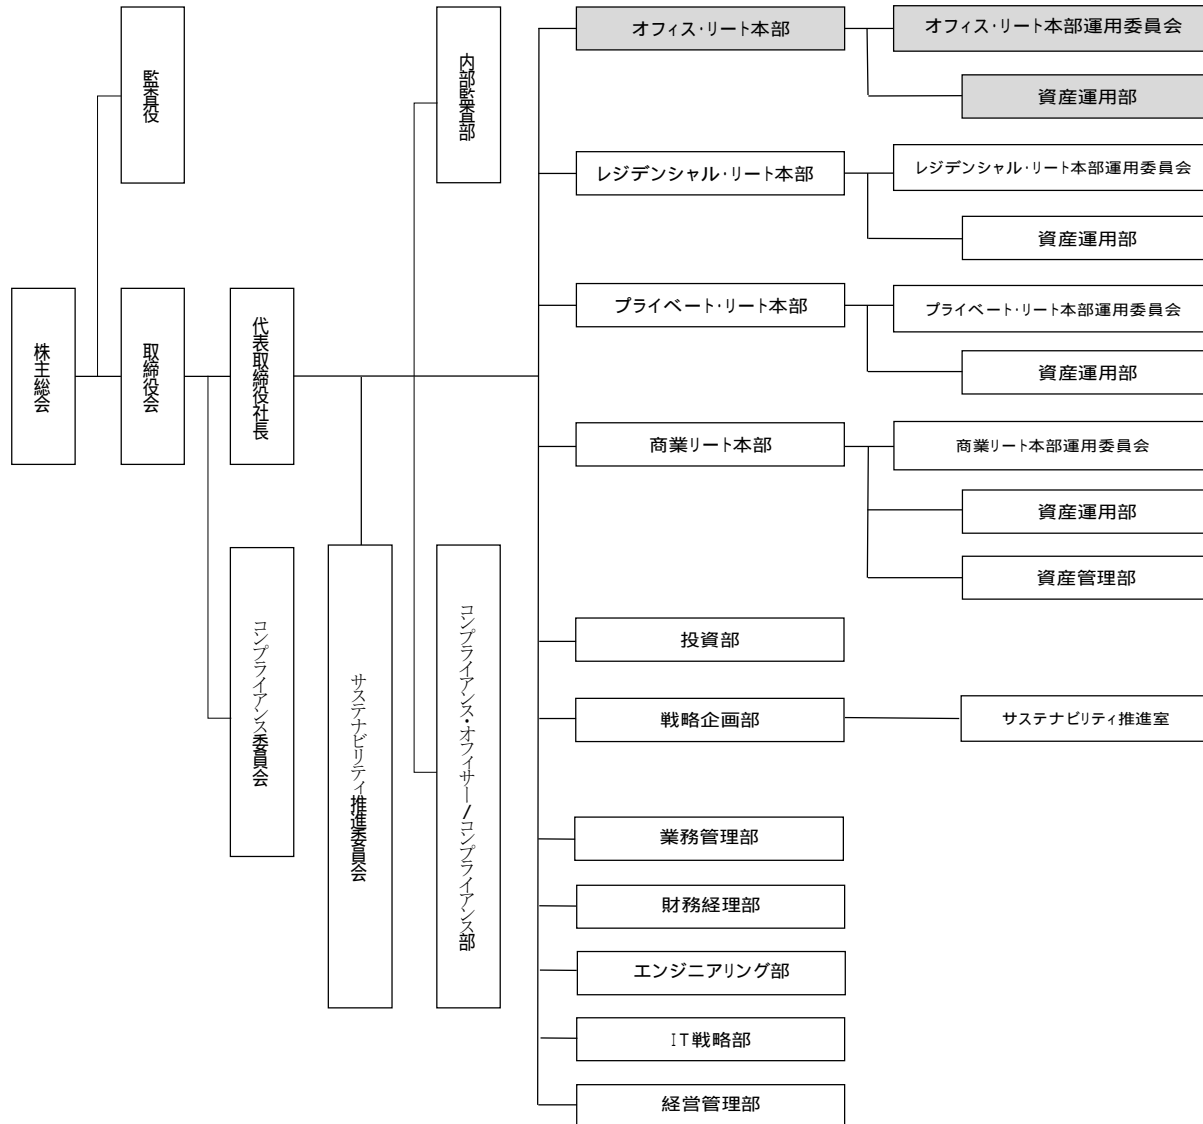 監査役
内部監査部
株主総会
取締役会
代表取締役社長
コンプライアンス委員会
サステナビリティ推進委員会
コンプライアンス・オフィサー/コンプライアンス部
オフィス・リート本部
オフィス・リート本部運用委員会
資産運用部
レジデンシャル・リート本部
レジデンシャル・リート本部運用委員会
資産運用部
プライベート・リート本部
プライベート・リート本部運用委員会
資産運用部
商業リート本部
商業リート本部運用委員会
資産運用部
資産管理部
投資部
戦略企画部
サステナビリティ推進室
業務管理部
財務経理部
エンジニアリング部
IT戦略部
経営管理部